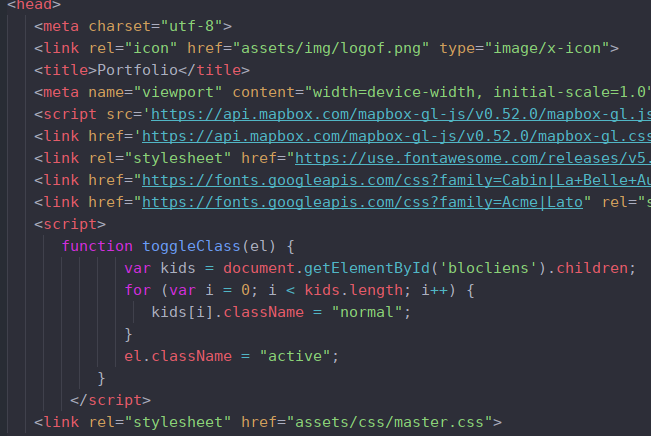 <head>
<meta charset="utf-8">
<link rel="icon" href="assets/img/logof.png" type="image/x-icon">
<title>Portfolio</title>
<meta name="viewport" content="width=device-width, initial-scale=1.0"
<script src='https://api.mapbox.com/mapbox-gl-js/v0.52.0/mapbox-gl.js
<link href='https://api.mapbox.com/mapbox-gl-js/v0.52.0/mapbox-gl.css
<link rel="stylesheet" href="https://use.fontawesome.com/releases/v5.
<link href="https://fonts.googleapis.com/css?family=Cabin|La+Belle+Au
<link href="https://fonts.googleapis.com/css?family=Acme|Lato" rel="s
<script>
function toggleClass(el) {
var kids = document.getElementById('blocliens').children;
for (var i = 0; i < kids.length; i++) {
kids[i].className = "normal";
}
el.className = "active";
}
</script>
<link rel="stylesheet" href="assets/css/master.css">